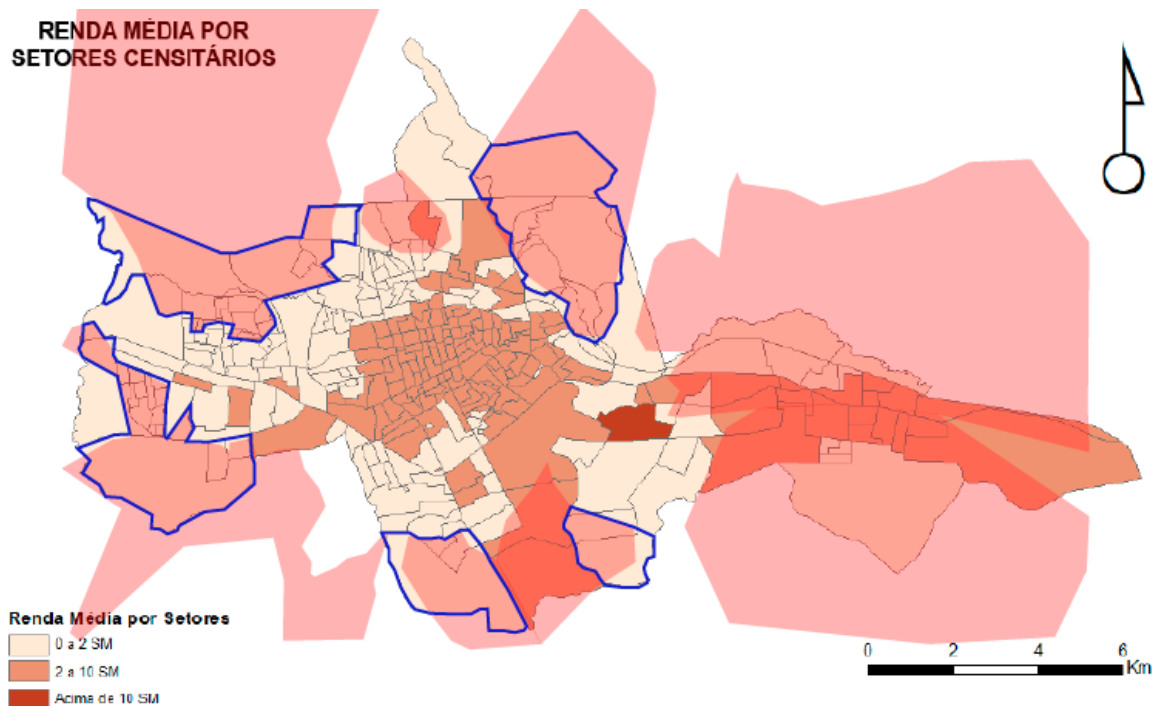 RENDA MÉDIA POR
SETORES CENSITÁRIOS
Renda Média por Setores
0 a 2 SM
2 a 10 SM
Acima de 10 SM
0 2 4 6
Km